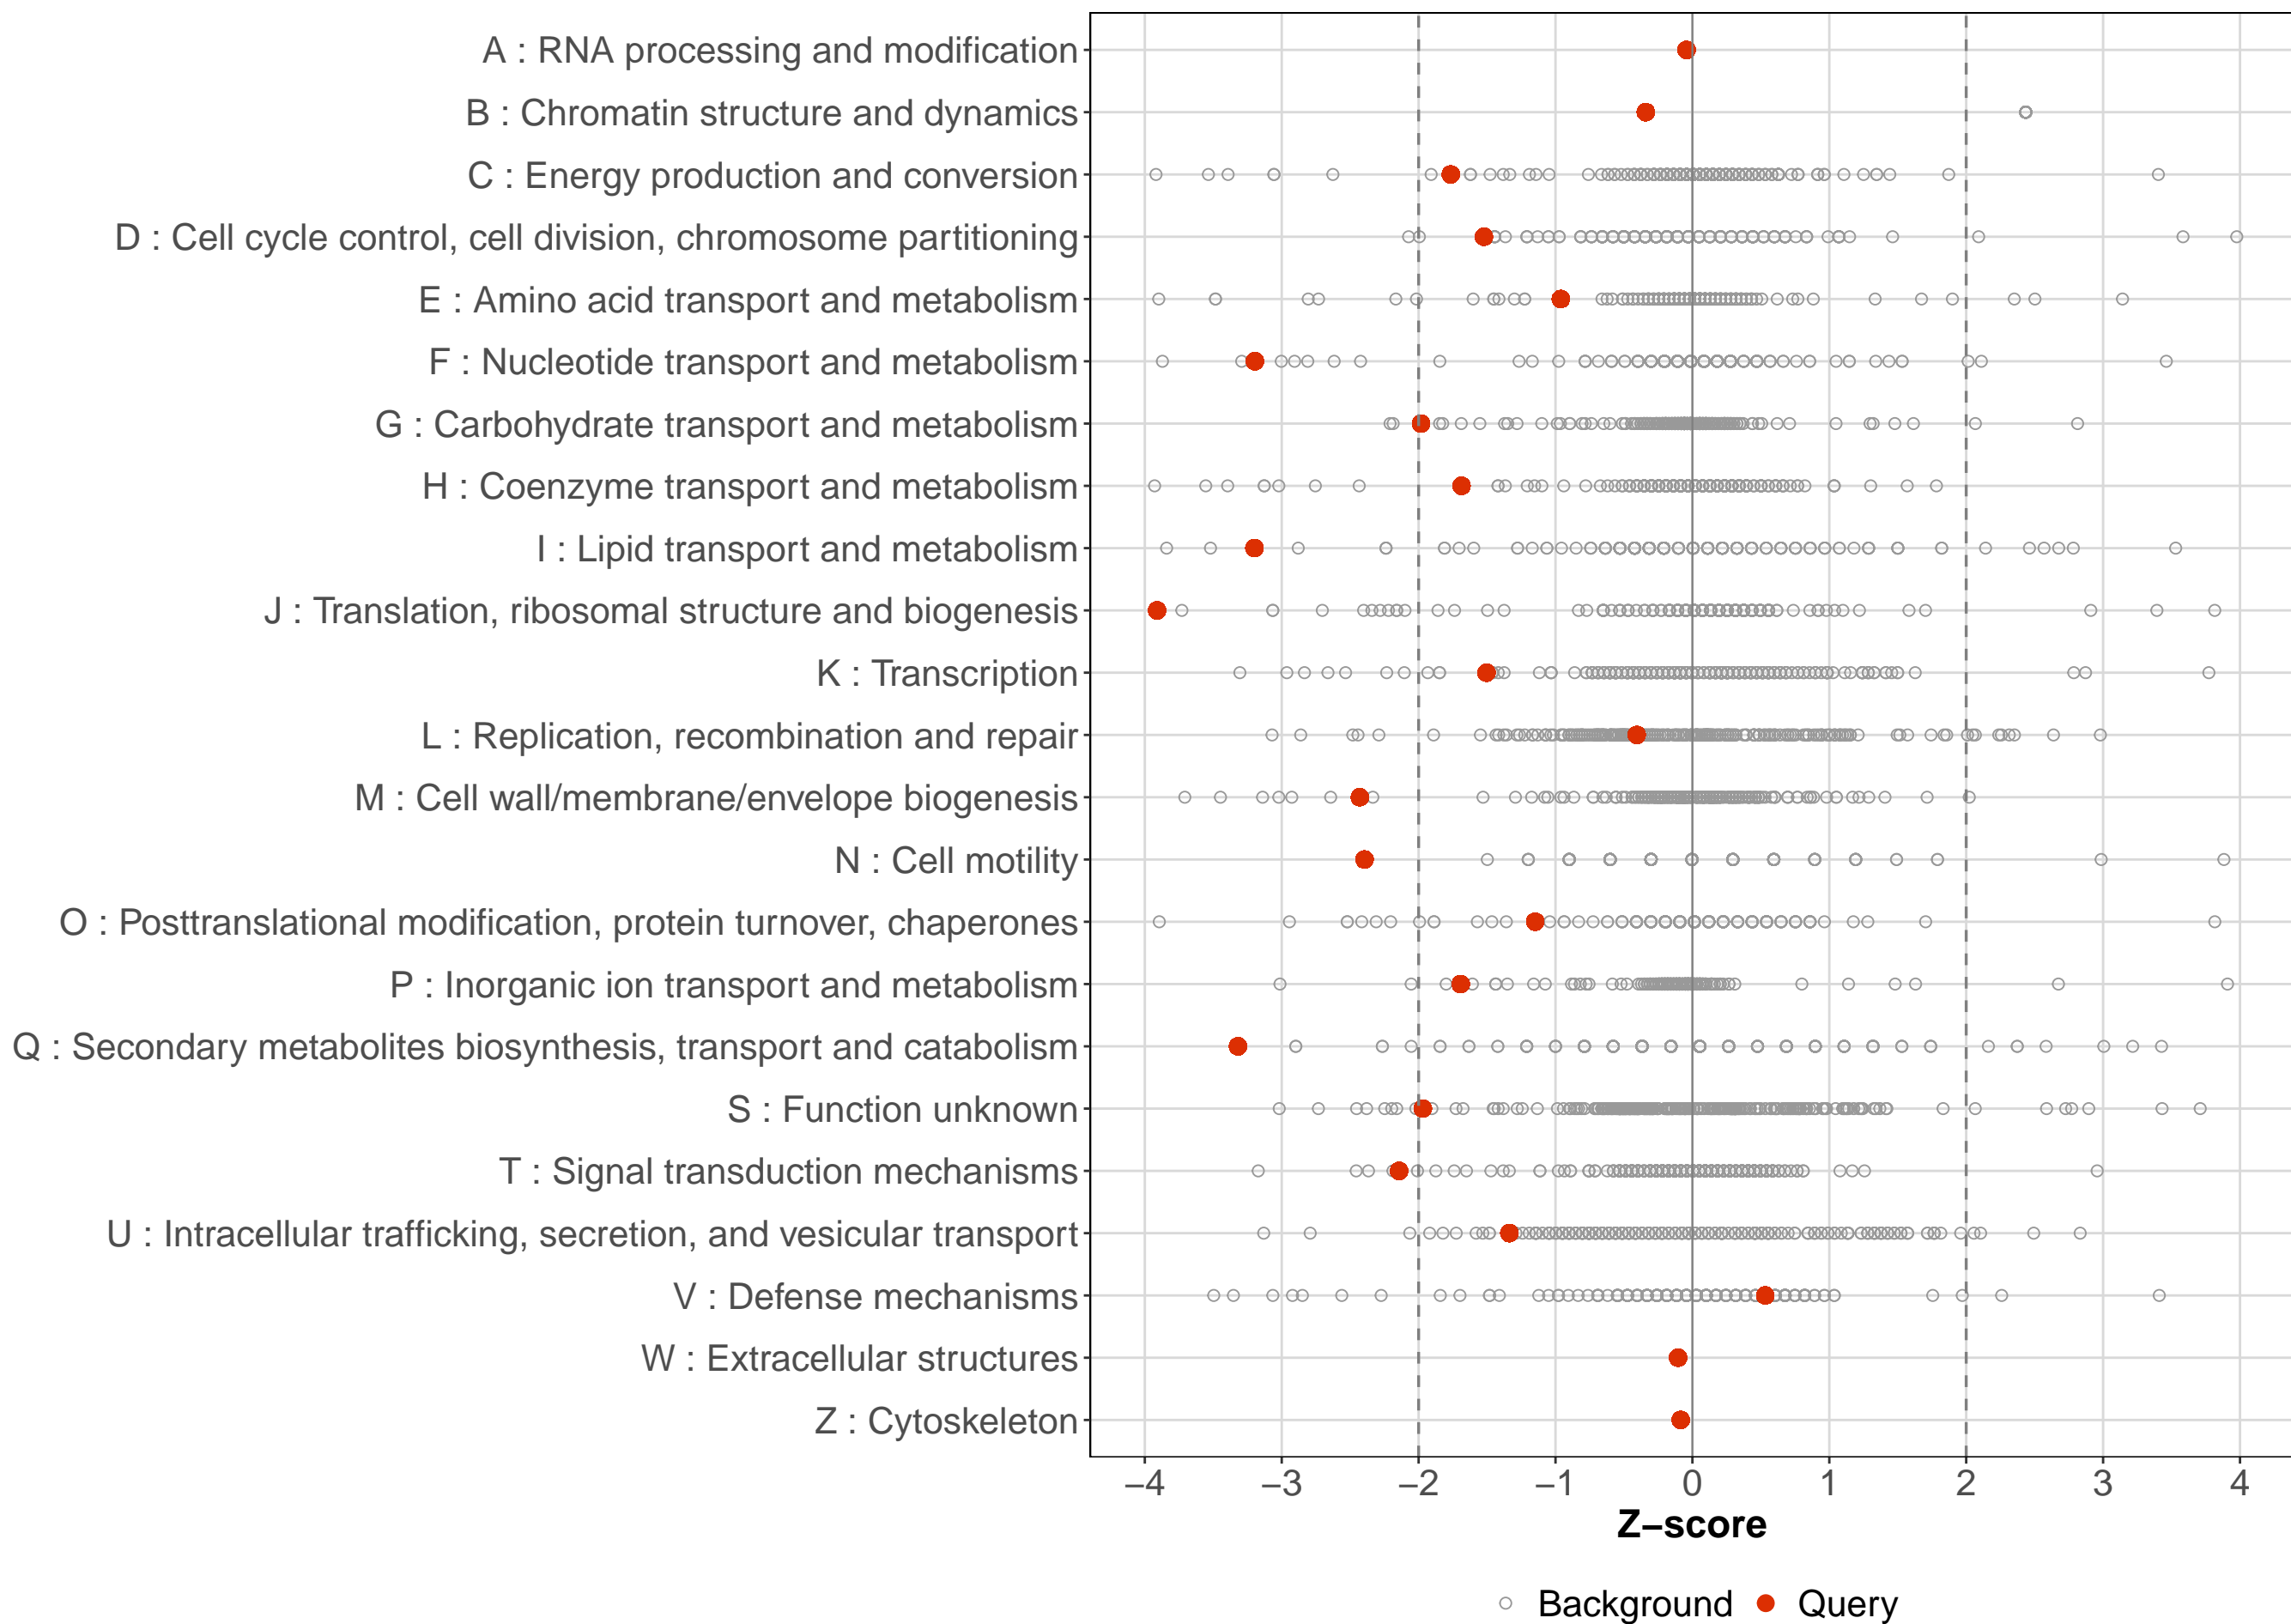 A : RNA processing and modification
B : Chromatin structure and dynamics
C : Energy production and conversion
D : Cell cycle control, cell division, chromosome partitioning
E : Amino acid transport and metabolism
F : Nucleotide transport and metabolism
G : Carbohydrate transport and metabolism
H : Coenzyme transport and metabolism
I : Lipid transport and metabolism
J : Translation, ribosomal structure and biogenesis
K : Transcription
L : Replication, recombination and repair
M : Cell wall/membrane/envelope biogenesis
N : Cell motility
O : Posttranslational modification, protein turnover, chaperones
P : Inorganic ion transport and metabolism
Q : Secondary metabolites biosynthesis, transport and catabolism
S : Function unknown
T : Signal transduction mechanisms
U : Intracellular trafficking, secretion, and vesicular transport
V : Defense mechanisms
W : Extracellular structures
Z : Cytoskeleton
−4 −3 −2 −1 0 1 2 3 4
Z−score
Background Query